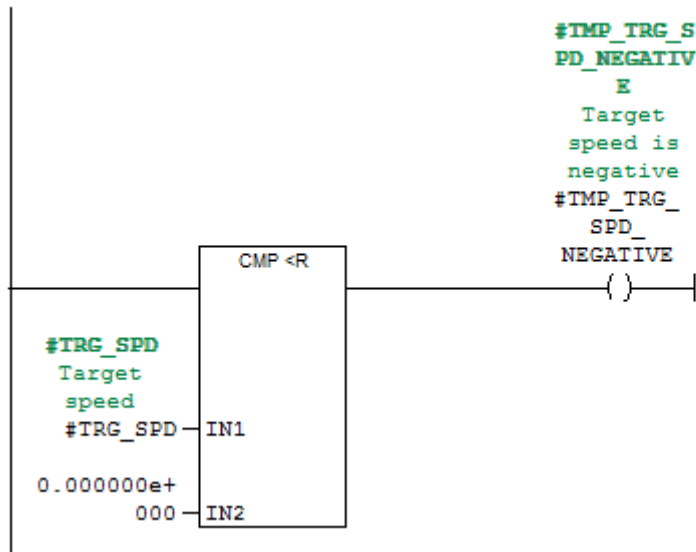 #TMP_TRG_S
PD_NEGATIV
E
Target
speed is
negative
#TMP_TRG_
SPD_
NEGATIVE
CMP <R
( )
#TRG_SPD
Target
speed
#TRG_SPD IN1
0.000000e+
000 IN2